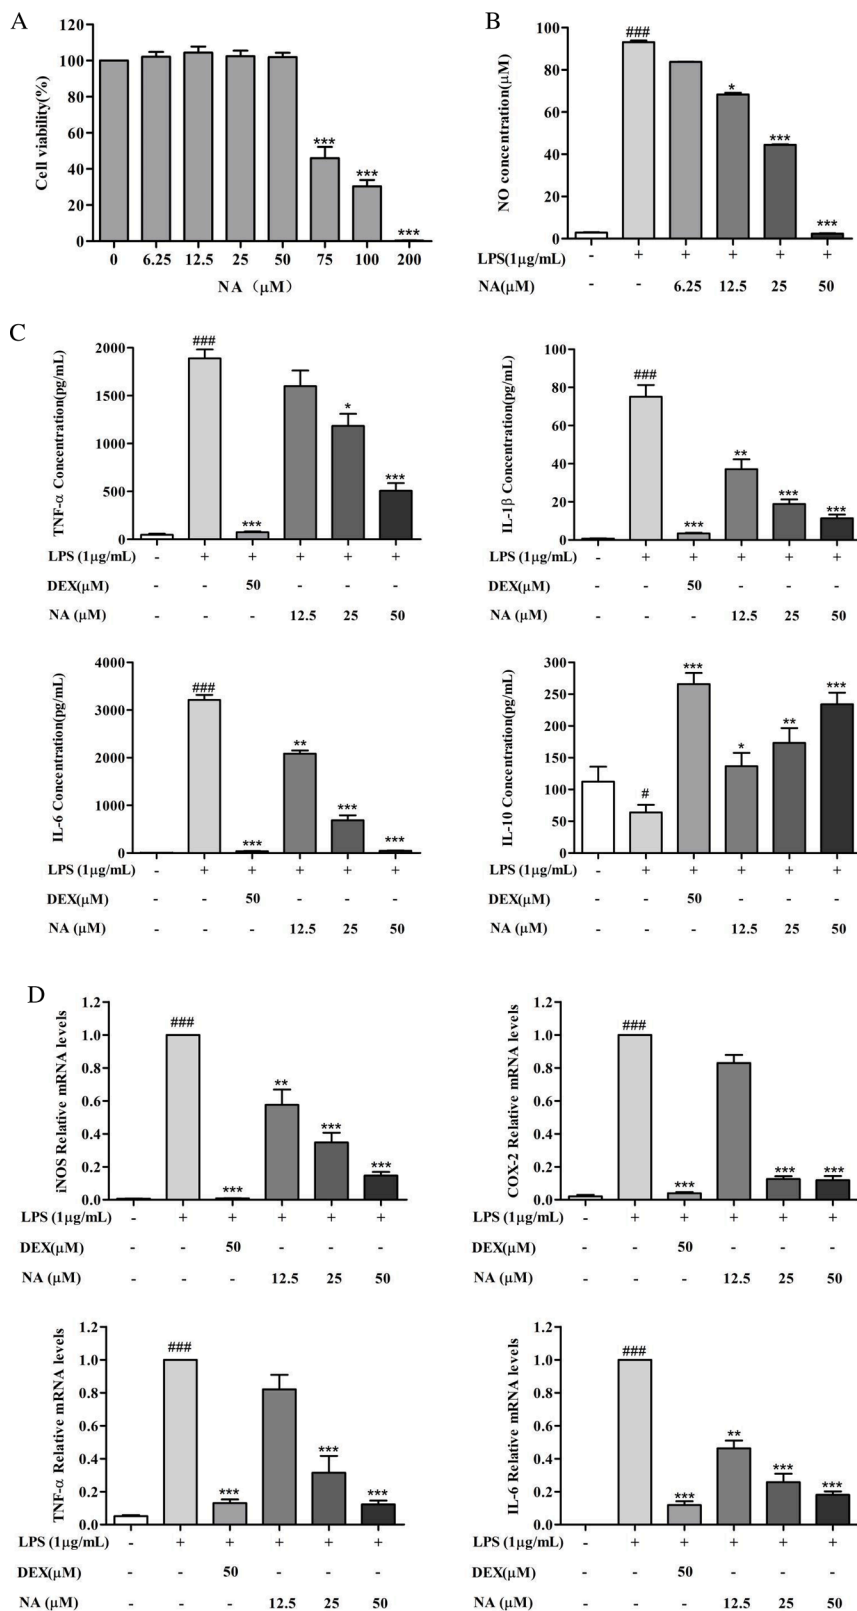 A
Cell viability(%)
120
100
80
60
40
20
0
***
***
***
0 6.25 12.5 25 50 75 100 200
NA (μM)
B
NO concentration(μM)
100
80
60
40
20
0
###
*
***
***
LPS(1μg/mL) - + + + + +
NA(μM) - - 6.25 12.5 25 50
C
TNF-α Concentration(pg/mL)
2000
1500
1000
500
0
###
***
*
***
LPS (1μg/mL) - + + + + +
DEX(μM) - - 50 - - -
NA (μM) - - - 12.5 25 50
IL-1β Concentration(pg/mL)
100
80
60
40
20
0
###
***
**
***
***
LPS (1μg/mL) - + + + + +
DEX(μM) - - 50 - - -
NA (μM) - - - 12.5 25 50
IL-6 Concentration(pg/mL)
4000
3000
2000
1000
0
###
***
**
***
***
LPS (1μg/mL) - + + + + +
DEX(μM) - - 50 - - -
NA (μM) - - - 12.5 25 50
IL-10 Concentration(pg/mL)
300
250
200
150
100
50
0
#
***
*
**
***
LPS (1μg/mL) - + + + + +
DEX(μM) - - 50 - - -
NA (μM) - - - 12.5 25 50
D
iNOS Relative mRNA levels
1.2
1.0
0.8
0.6
0.4
0.2
0.0
###
***
**
***
***
LPS (1μg/mL) - + + + + +
DEX(μM) - - 50 - - -
NA (μM) - - - 12.5 25 50
COX-2 Relative mRNA levels
1.2
1.0
0.8
0.6
0.4
0.2
0.0
###
***
***
***
LPS (1μg/mL) - + + + + +
DEX(μM) - - 50 - - -
NA (μM) - - - 12.5 25 50
TNF-α Relative mRNA levels
1.2
1.0
0.8
0.6
0.4
0.2
0.0
###
***
***
***
LPS (1μg/mL) - + + + + +
DEX(μM) - - 50 - - -
NA (μM) - - - 12.5 25 50
IL-6 Relative mRNA levels
1.2
1.0
0.8
0.6
0.4
0.2
0.0
###
***
**
***
***
LPS (1μg/mL) - + + + + +
DEX(μM) - - 50 - - -
NA (μM) - - - 12.5 25 50